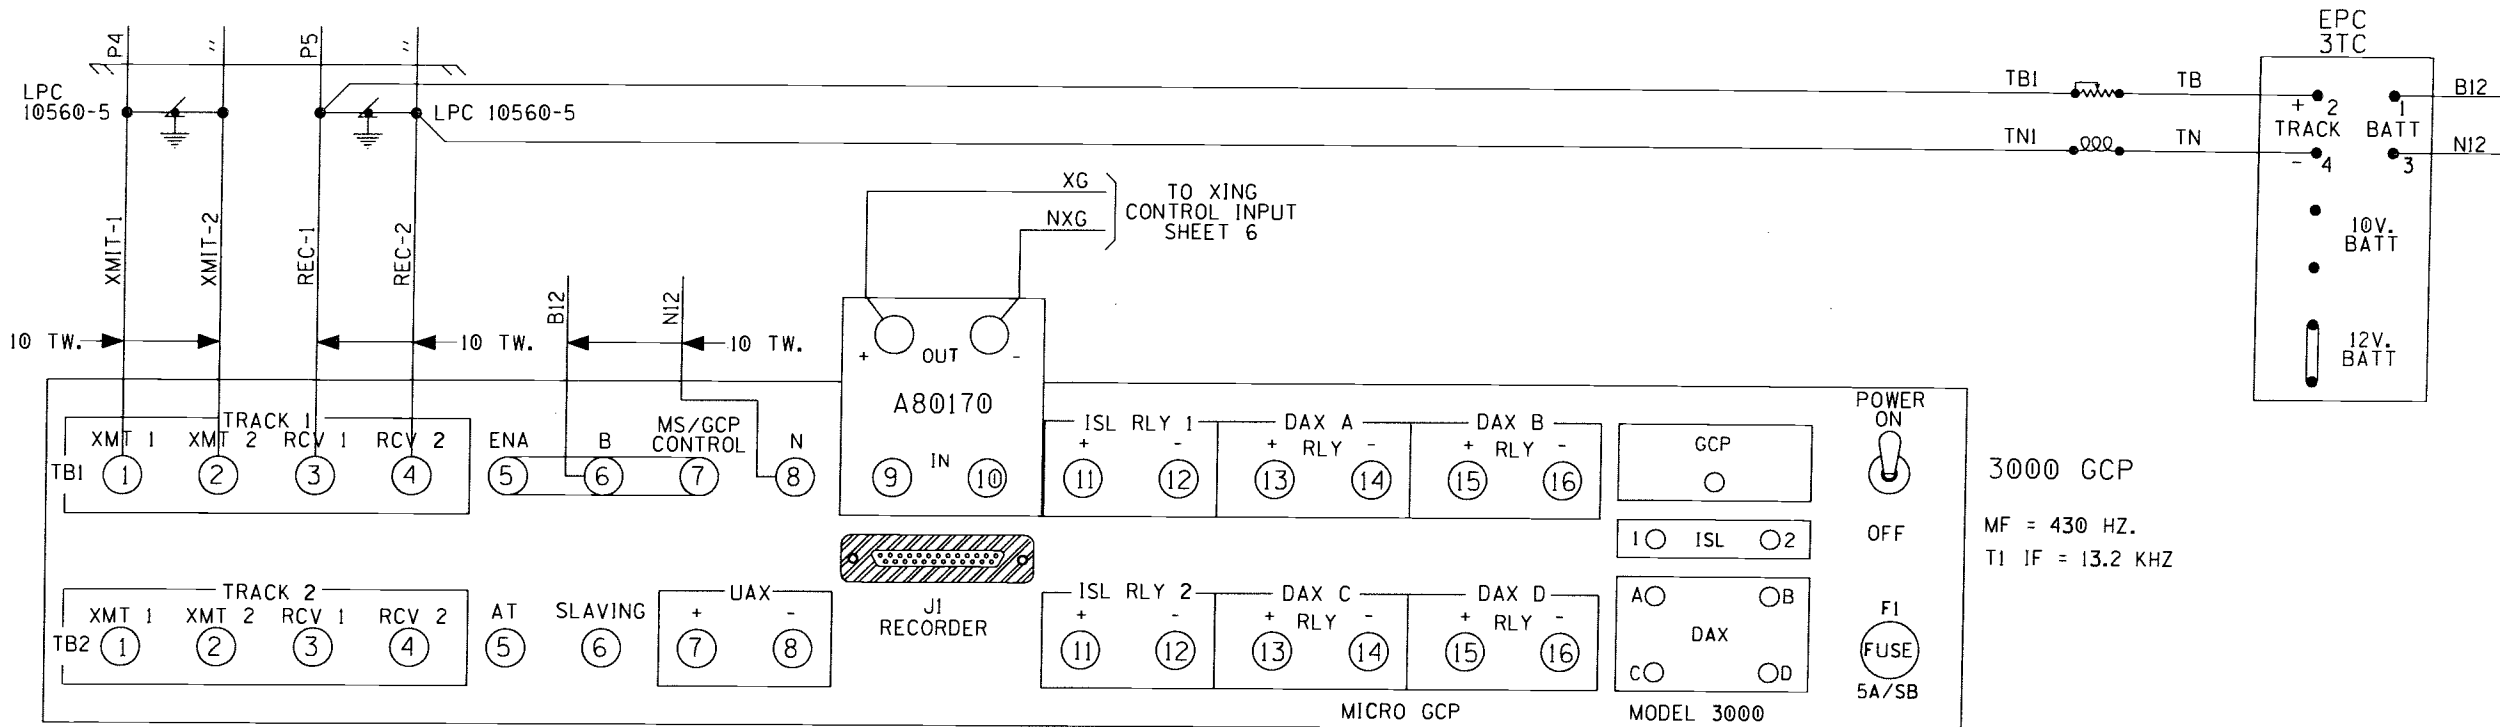 EPC
3TC
P4
"
P5
"
LPC
10560-5
LPC 10560-5
TB1
TB
TN1
TN
+ 2
1
TRACK
BATT
- 4
3
B12
N12
10V.
BATT
12V.
BATT
XG
NXG
TO XING
CONTROL INPUT
SHEET 6
XMIT-1
XMIT-2
REC-1
REC-2
B12
N12
10 TW.
10 TW.
10 TW.
+ OUT -
A80170
IN
9
10
TRACK 1
XMT 1
XMT 2
RCV 1
RCV 2
TB1
1
2
3
4
ENA
B
MS/GCP
CONTROL
N
5
6
7
8
ISL RLY 1
+
-
11
12
DAX A
+ RLY -
13
14
DAX B
+ RLY -
15
16
GCP
POWER
ON
OFF
3000 GCP
MF = 430 HZ.
T1 IF = 13.2 KHZ
1 ISL 2
TRACK 2
XMT 1
XMT 2
RCV 1
RCV 2
TB2
1
2
3
4
AT
SLAVING
5
6
UAX
+
-
7
8
J1
RECORDER
ISL RLY 2
+
-
11
12
DAX C
+ RLY -
13
14
DAX D
+ RLY -
15
16
A
B
DAX
C
D
F1
FUSE
5A/SB
MICRO GCP
MODEL 3000